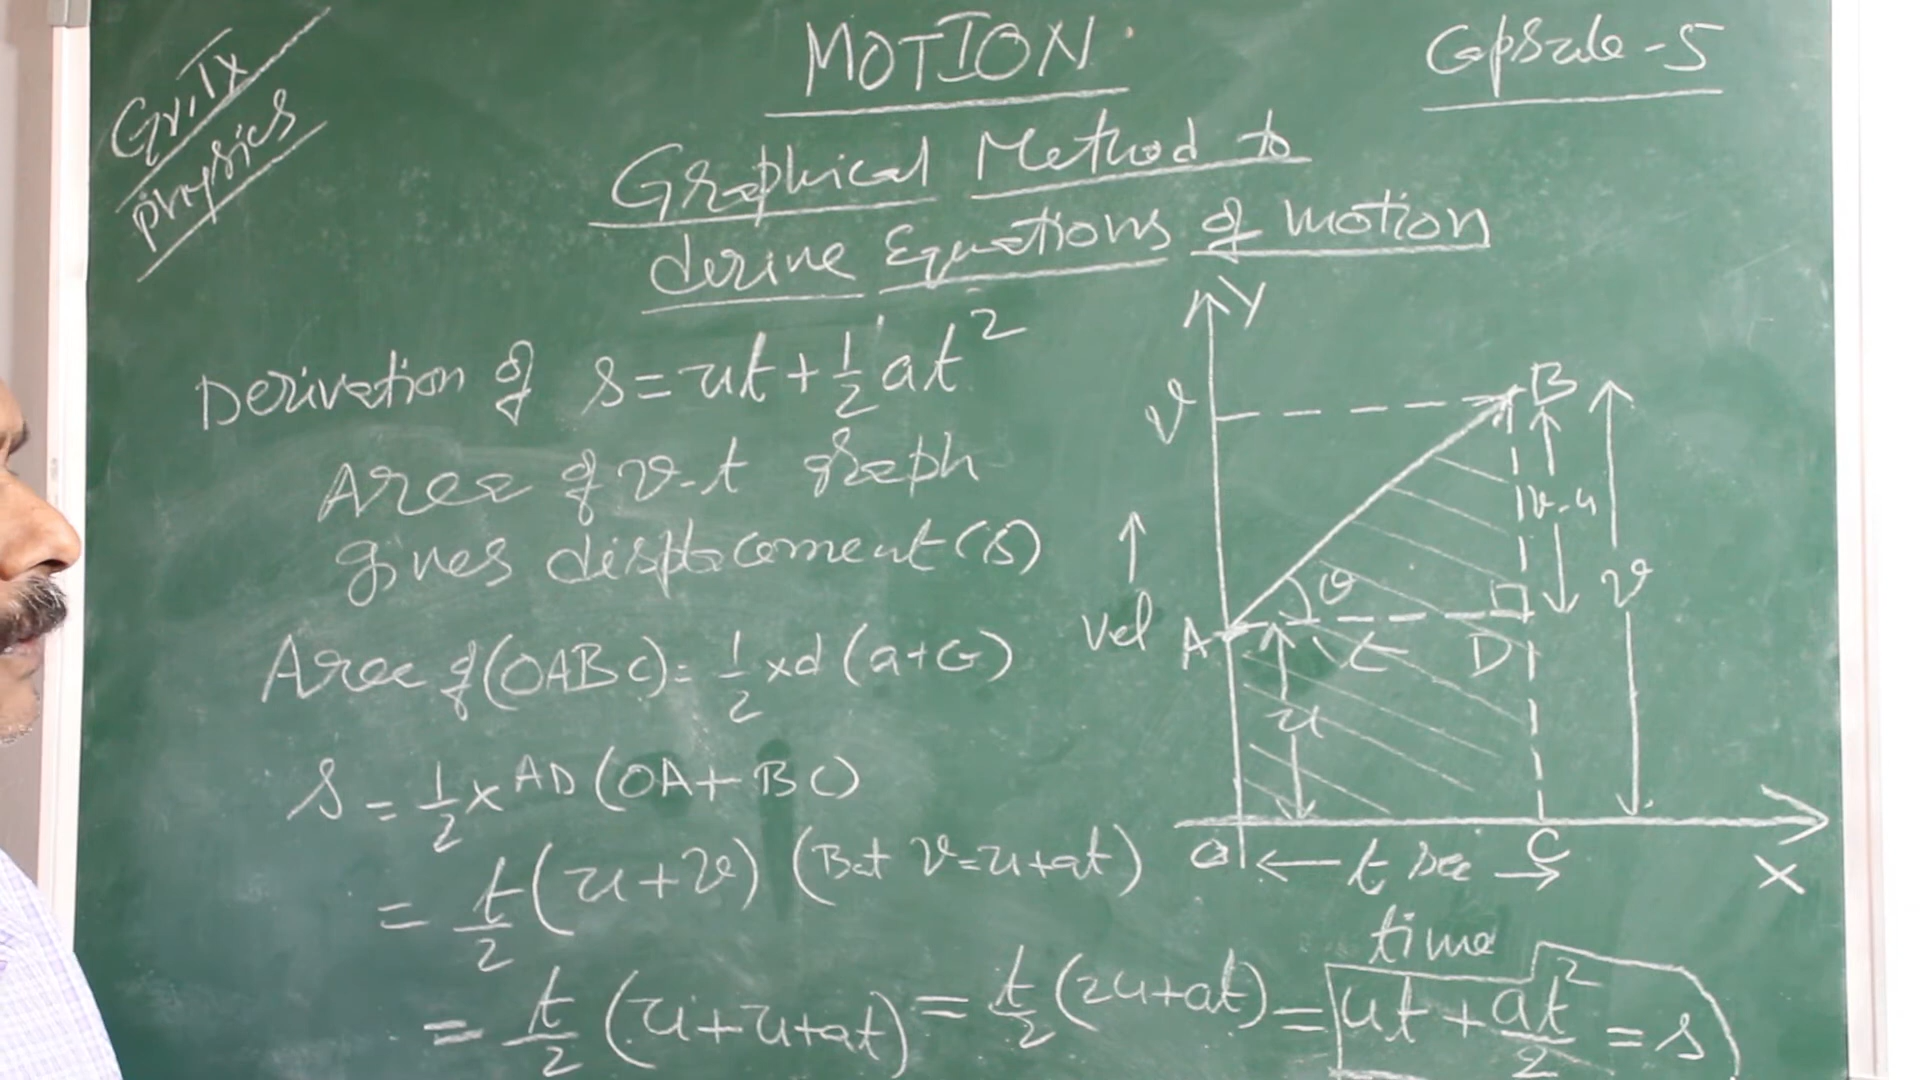 Gr. IX
Physics
MOTION
Capsule - 5
Graphical Method to
derive Equations of motion
Derivation of s = ut + 1/2 at²
Area of v-t graph
gives displacement (s)
Area of (OABC) = 1/2 x d (a+b)
s = 1/2 x AD (OA + BC)
= t/2 (u + v) (But v = u + at)
= t/2 (u + u + at) = t/2 (2u + at) = ut + at²/2 = s
Y
v
B
v-u
v
θ
Vel
A
t
D
u
O
t sec
C
X
time